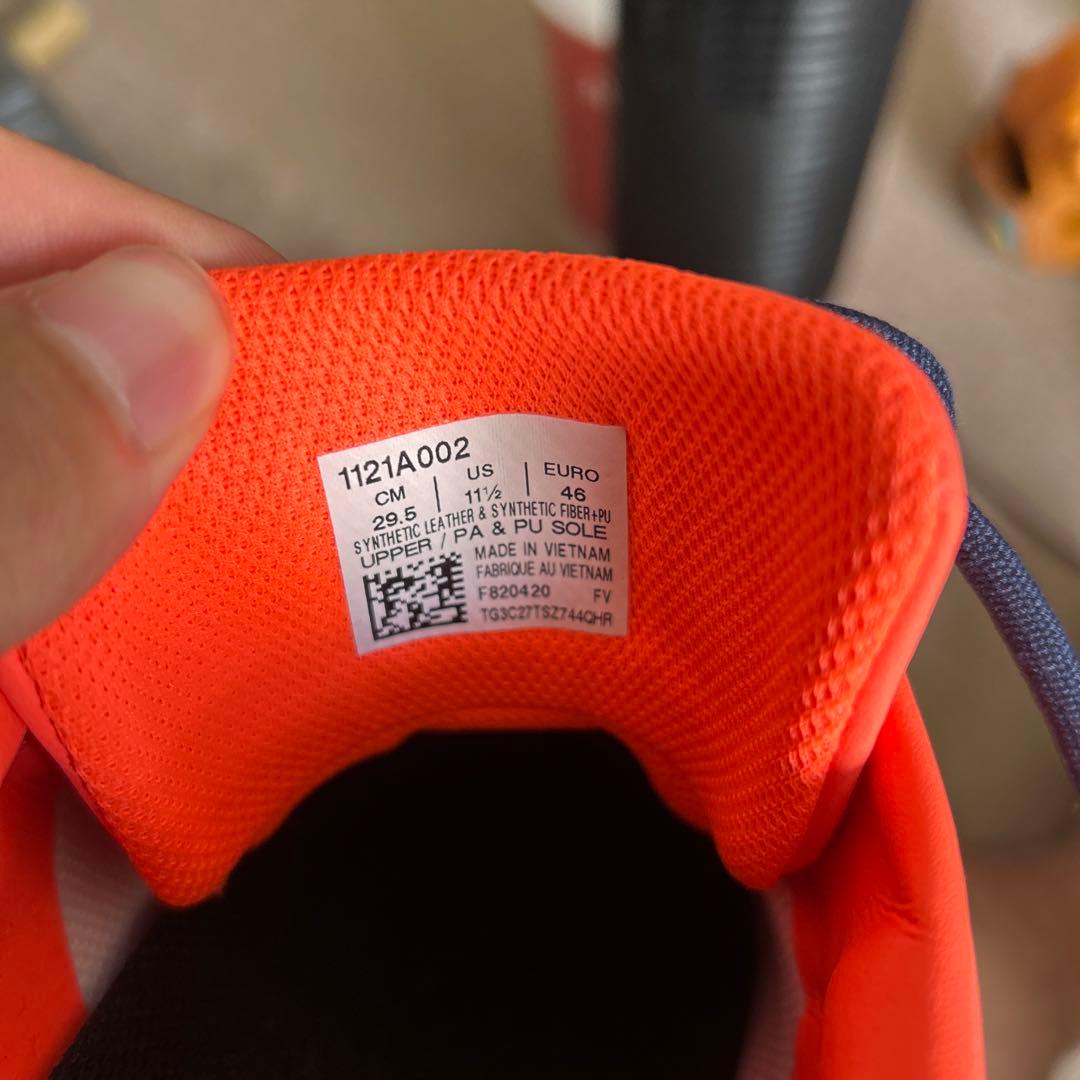 1121A002
CM | US | EURO
29.5 | 11½ | 46
SYNTHETIC LEATHER & SYNTHETIC FIBER+PU
UPPER / PA & PU SOLE
MADE IN VIETNAM
FABRIQUE AU VIETNAM
F820420 FV
TG3C27TSZ744QHR